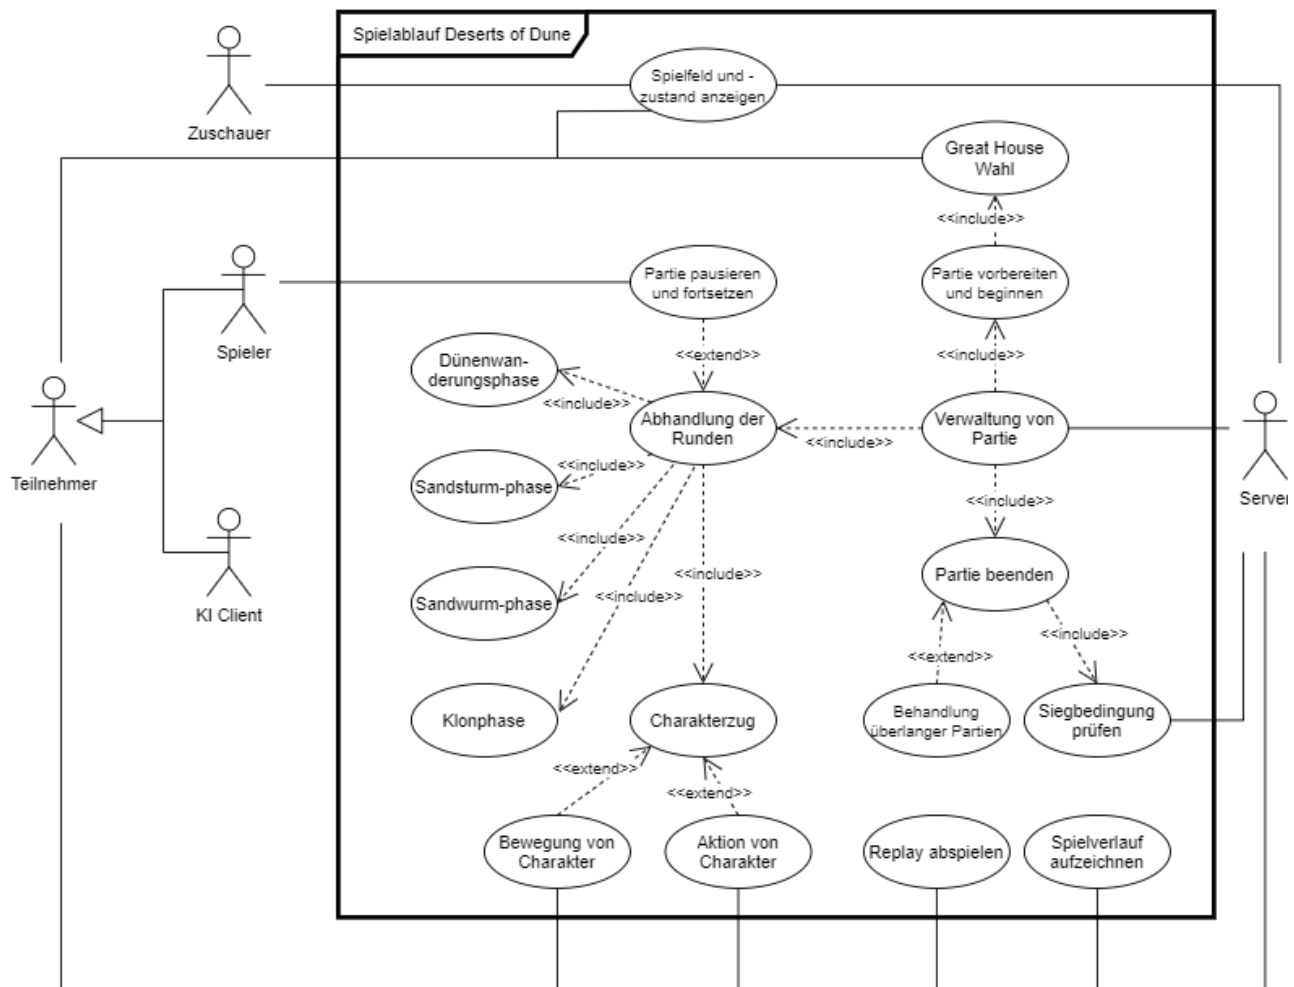 Spielablauf Deserts of Dune
Zuschauer
Spielfeld und -
zustand anzeigen
Great House
Wahl
<<include>>
Spieler
Partie pausieren
und fortsetzen
Partie vorbereiten
und beginnen
<<extend>>
<<include>>
Dünenwan-
derungsphase
<<include>>
Teilnehmer
Abhandlung der
Runden
<<include>>
Verwaltung von
Partie
Server
Sandsturm-phase
<<include>>
<<include>>
KI Client
Sandwurm-phase
<<include>>
<<include>>
<<include>>
Partie beenden
<<include>>
<<extend>>
Klonphase
Charakterzug
Behandlung
überlanger Partien
Siegbedingung
prüfen
<<extend>>
<<extend>>
Bewegung von
Charakter
Aktion von
Charakter
Replay abspielen
Spielverlauf
aufzeichnen